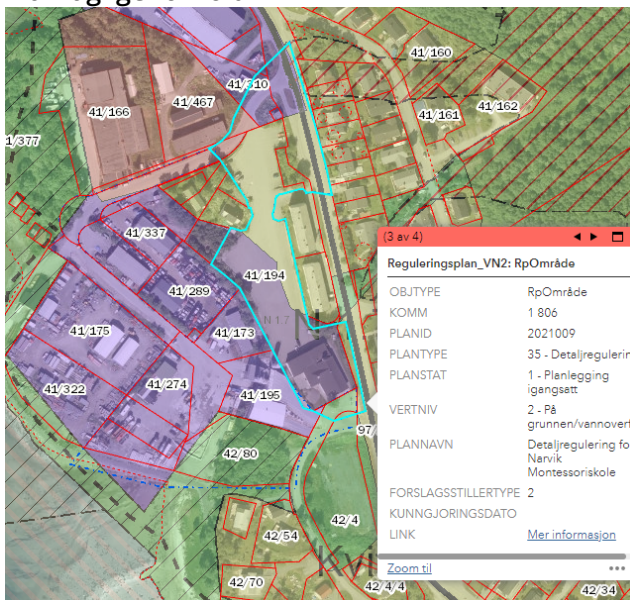 41/160
41/310
41/166
41/467
41/162
41/161
1/377
41/337
41/194
41/289
N 17
41/173
41/175
41/322
41/274
41/195
42/80
97/
42/4
42/54
42/70
42/4/4
42/34
(3 av 4)
Reguleringsplan_VN2: RpOmråde
OBJTYPE RpOmråde
KOMM 1 806
PLANID 2021009
PLANTYPE 35 - Detaljregulerin
PLANSTAT 1 - Planlegging
igangsatt
VERTNIV 2 - På
grunnen/vannovert
PLANNAVN Detaljregulering fo
Narvik
Montessoriskole
FORSLAGSSTILLERTYPE 2
KUNNGJORINGSDATO
LINK Mer informasjon
Zoom til